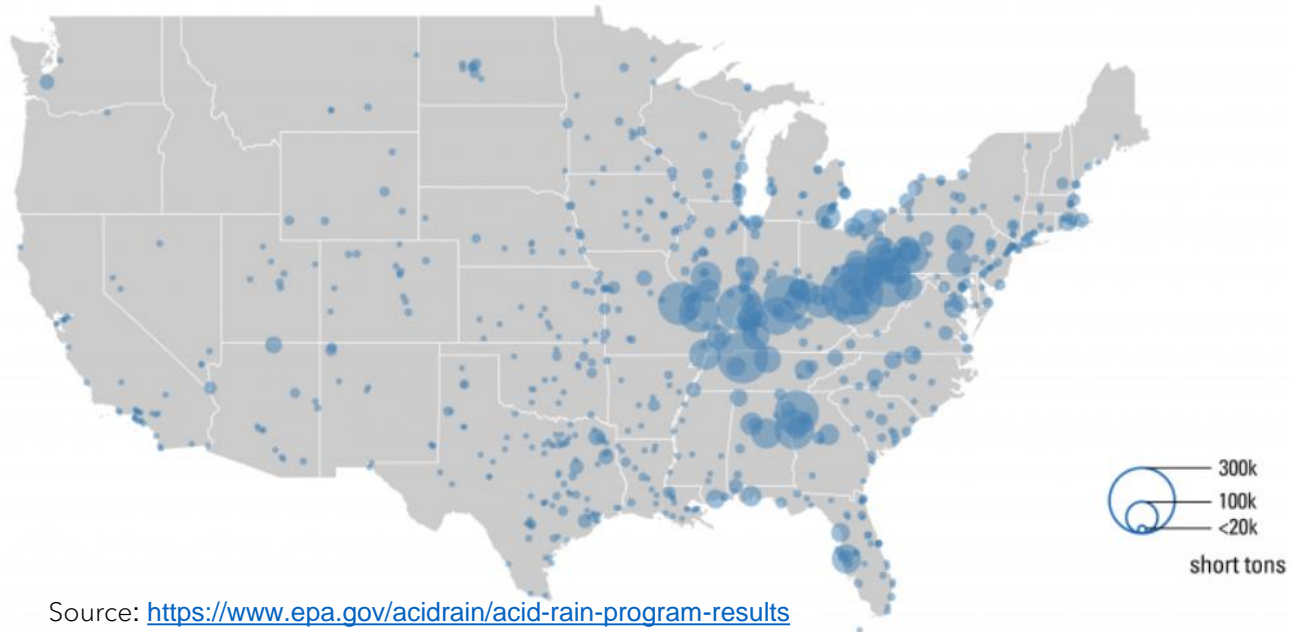 300k
100k
<20k
short tons
Source: https://www.epa.gov/acidrain/acid-rain-program-results